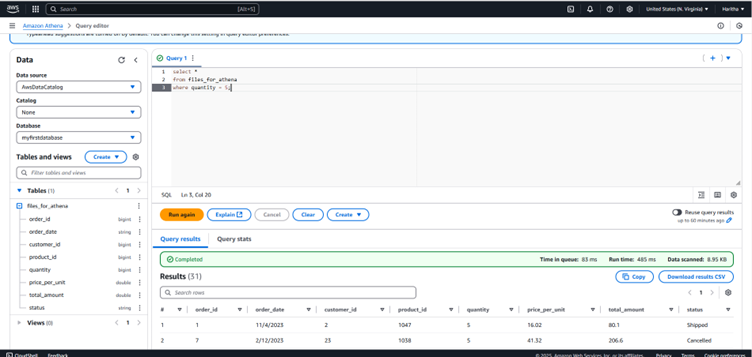 aws
Search
[Alt+S]
United States (N. Virginia)
Haritha
Amazon Athena > Query editor
Typeahead suggestions are turned on by default. You can change this setting in query editor preferences.
Data
Data source
AwsDataCatalog
Catalog
None
Database
myfirstdatabase
Tables and views
Create
Filter tables and views
Tables (1)
< 1 >
files_for_athena
order_id bigint
order_date string
customer_id bigint
product_id bigint
quantity bigint
price_per_unit double
total_amount double
status string
Views (0)
< 1 >
Query 1
1 select *
2 from files_for_athena
3 where quantity = 5;
SQL Ln 3, Col 20
Run again
Explain
Cancel
Clear
Create
Reuse query results
up to 60 minutes ago
Query results
Query stats
Completed
Time in queue: 83 ms
Run time: 485 ms
Data scanned: 8.95 KB
Results (31)
Copy
Download results CSV
Search rows
< 1 >
# order_id order_date customer_id product_id quantity price_per_unit total_amount status
1 1 11/4/2023 2 1047 5 16.02 80.1 Shipped
2 7 2/12/2023 23 1038 5 41.32 206.6 Cancelled
CloudShell Feedback
© 2025, Amazon Web Services, Inc. or its affiliates. Privacy Terms Cookie preferences